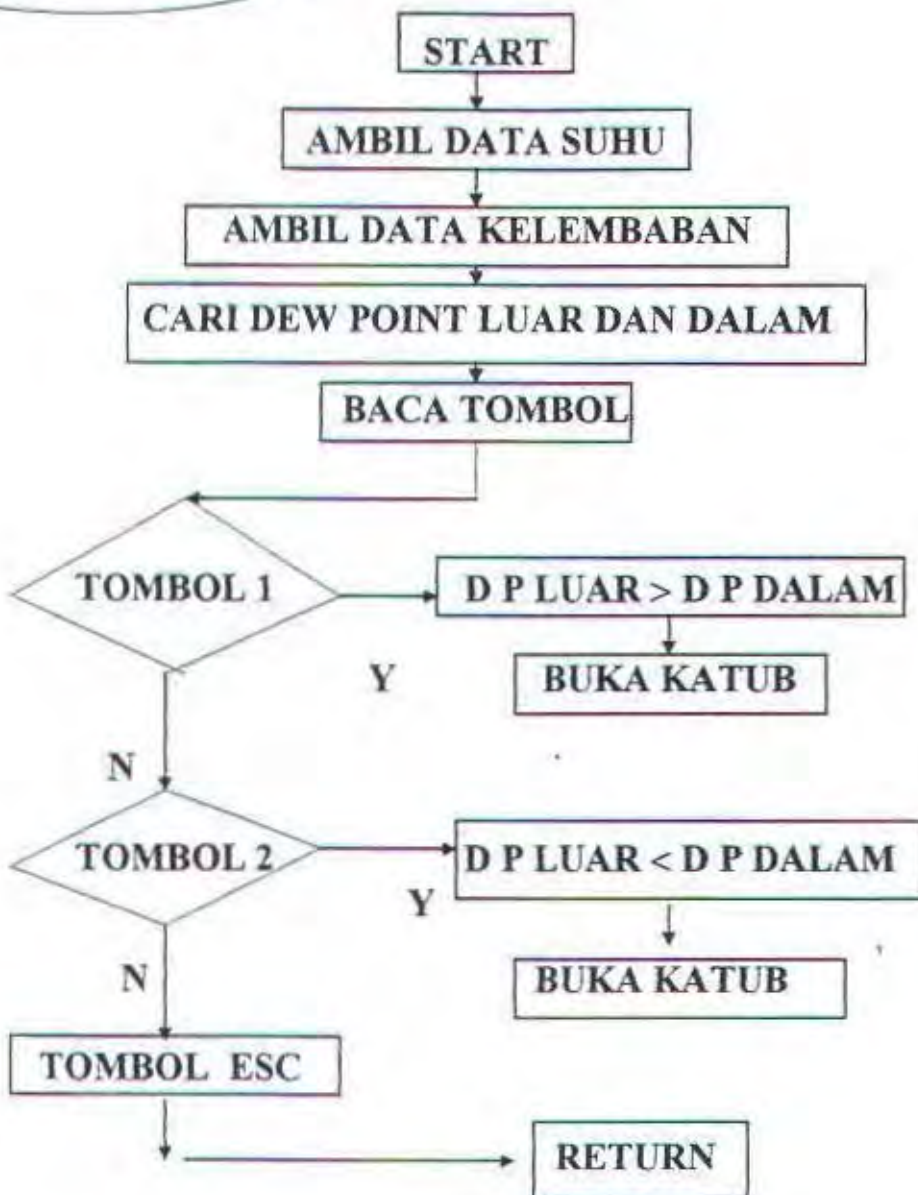 START
AMBIL DATA SUHU
AMBIL DATA KELEMBABAN
CARI DEW POINT LUAR DAN DALAM
BACA TOMBOL
TOMBOL 1
D P LUAR > D P DALAM
Y
BUKA KATUB
N
TOMBOL 2
D P LUAR < D P DALAM
Y
BUKA KATUB
N
TOMBOL ESC
RETURN